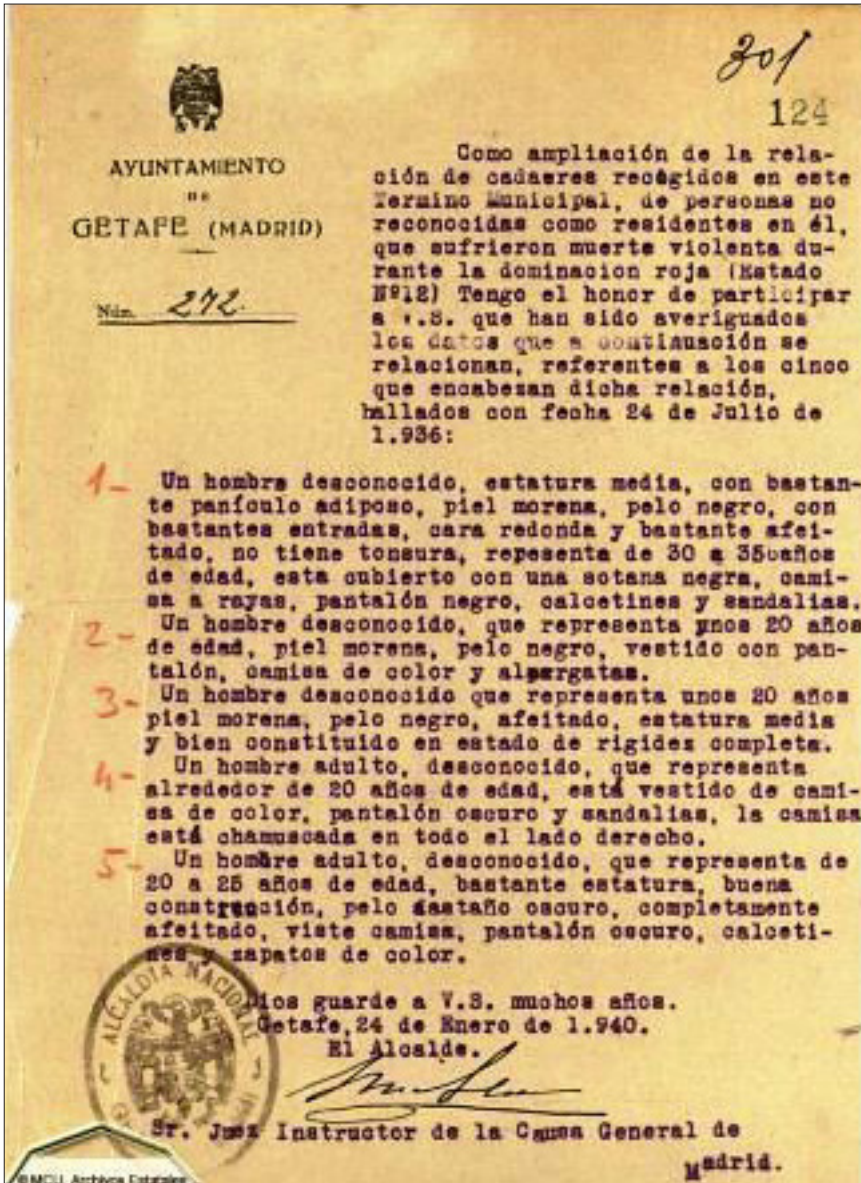 301
124
AYUNTAMIENTO
DE
GETAFE (MADRID)
Núm. 272.
Como ampliación de la rela-
ción de cadaeres recogidos en este
Termino Municipal, de personas no
reconocidas como residentes en él,
que sufrieron muerte violenta du-
rante la dominacion roja (Estado
Nº12) Tengo el honor de participar
a V.S. que han sido averiguados
los datos que a continuación se
relacionan, referentes a los cinco
que encabezan dicha relación,
hallados con fecha 24 de Julio de
1.936:
1- Un hombre desconocido, estatura media, con bastan-
te panículo adiposo, piel morena, pelo negro, con
bastantes entradas, cara redonda y bastante afei-
tado, no tiene tonsura, repesenta de 30 a 35 años
de edad, esta cubierto con una sotana negra, cami-
sa a rayas, pantalón negro, calcetines y sandalias.
2- Un hombre desconocido, que representa unos 20 años
de edad, piel morena, pelo negro, vestido con pan-
talón, camisa de color y alpargatas.
3- Un hombre desconocido que representa unos 20 años
piel morena, pelo negro, afeitado, estatura media
y bien constituido en estado de rigidez completa.
4- Un hombre adulto, desconocido, que representa
alrededor de 20 años de edad, está vestido de cami-
sa de color, pantalón oscuro y sandalias, la camisa
está chamuscada en todo el lado derecho.
5- Un hombre adulto, desconocido, que representa de
20 a 25 años de edad, bastante estatura, buena
construcción, pelo castaño oscuro, completamente
afeitado, viste camisa, pantalón oscuro, calceti-
nes y zapatos de color.
Dios guarde a V.S. muchos años.
Getafe, 24 de Enero de 1.940.
El Alcalde.
ALCALDIA NACIONAL
Sr. Juez Instructor de la Causa General de
Madrid.
©MCU. Archivos Estatales